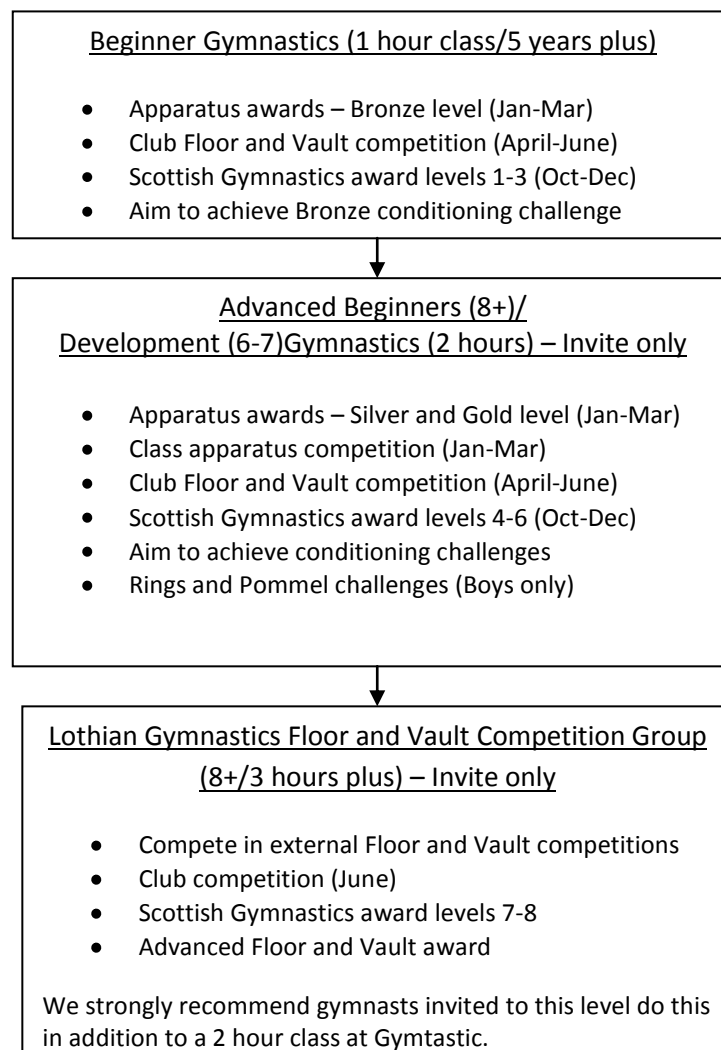 Beginner Gymnastics (1 hour class/5 years plus)
• Apparatus awards – Bronze level (Jan-Mar)
• Club Floor and Vault competition (April-June)
• Scottish Gymnastics award levels 1-3 (Oct-Dec)
• Aim to achieve Bronze conditioning challenge
Advanced Beginners (8+)/
Development (6-7)Gymnastics (2 hours) – Invite only
• Apparatus awards – Silver and Gold level (Jan-Mar)
• Class apparatus competition (Jan-Mar)
• Club Floor and Vault competition (April-June)
• Scottish Gymnastics award levels 4-6 (Oct-Dec)
• Aim to achieve conditioning challenges
• Rings and Pommel challenges (Boys only)
Lothian Gymnastics Floor and Vault Competition Group
(8+/3 hours plus) – Invite only
• Compete in external Floor and Vault competitions
• Club competition (June)
• Scottish Gymnastics award levels 7-8
• Advanced Floor and Vault award
We strongly recommend gymnasts invited to this level do this
in addition to a 2 hour class at Gymtastic.